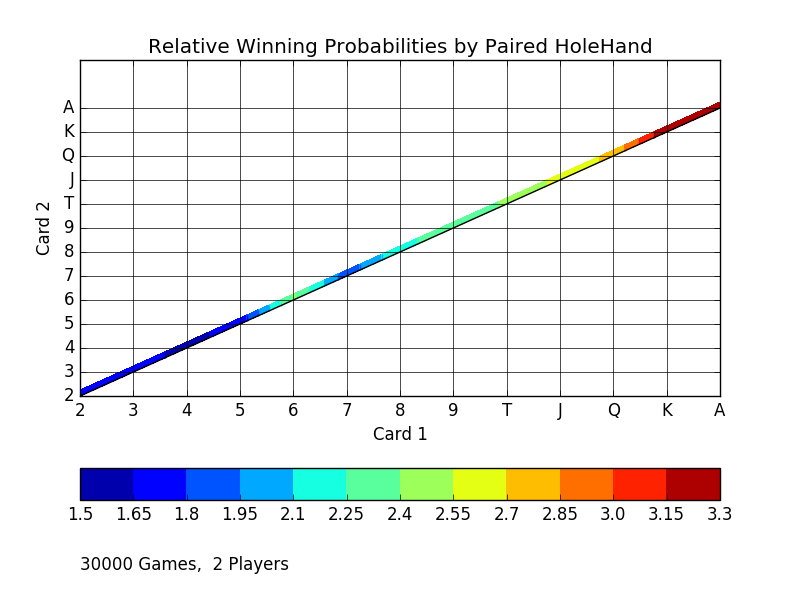 Relative Winning Probabilities by Paired HoleHand
Card 2
A
K
Q
J
T
9
8
7
6
5
4
3
2
2 3 4 5 6 7 8 9 T J Q K A
Card 1
1.5 1.65 1.8 1.95 2.1 2.25 2.4 2.55 2.7 2.85 3.0 3.15 3.3
30000 Games,  2 Players